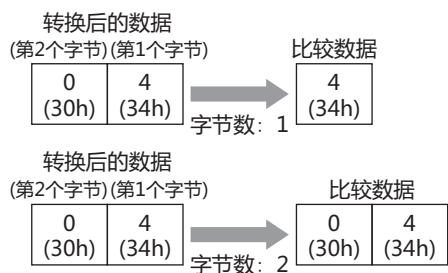 转换后的数据
(第2个字节)(第1个字节) 比较数据
0 4 4
(30h) (34h) (34h)
字节数：1
转换后的数据
(第2个字节)(第1个字节) 比较数据
0 4 0 4
(30h) (34h) (30h) (34h)
字节数：2